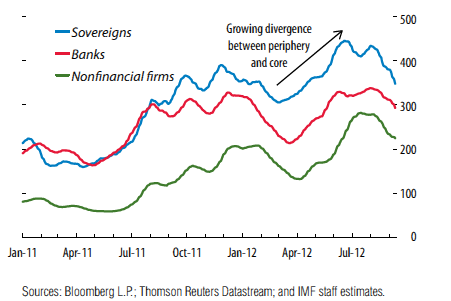 500
Growing divergence
between periphery
and core
Sovereigns
Banks
Nonfinancial firms
400
300
200
100
0
Jan-11 Apr-11 Jul-11 Oct-11 Jan-12 Apr-12 Jul-12
Sources: Bloomberg L.P.; Thomson Reuters Datastream; and IMF staff estimates.